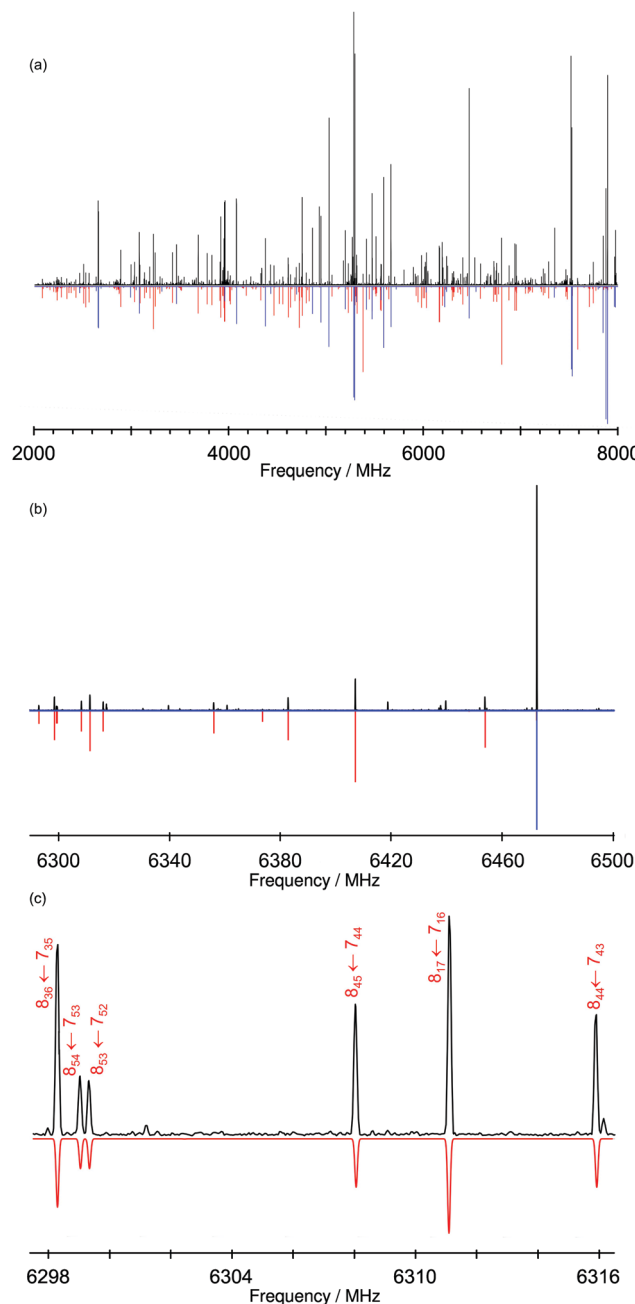 (a)
2000 4000 6000 8000
Frequency / MHz
(b)
6300 6340 6380 6420 6460 6500
Frequency / MHz
(c)
8₃₆ ← 7₃₅
8₅₄ ← 7₅₃
8₅₃ ← 7₅₂
8₄₅ ← 7₄₄
8₁₇ ← 7₁₆
8₄₄ ← 7₄₃
6298 6304 6310 6316
Frequency / MHz